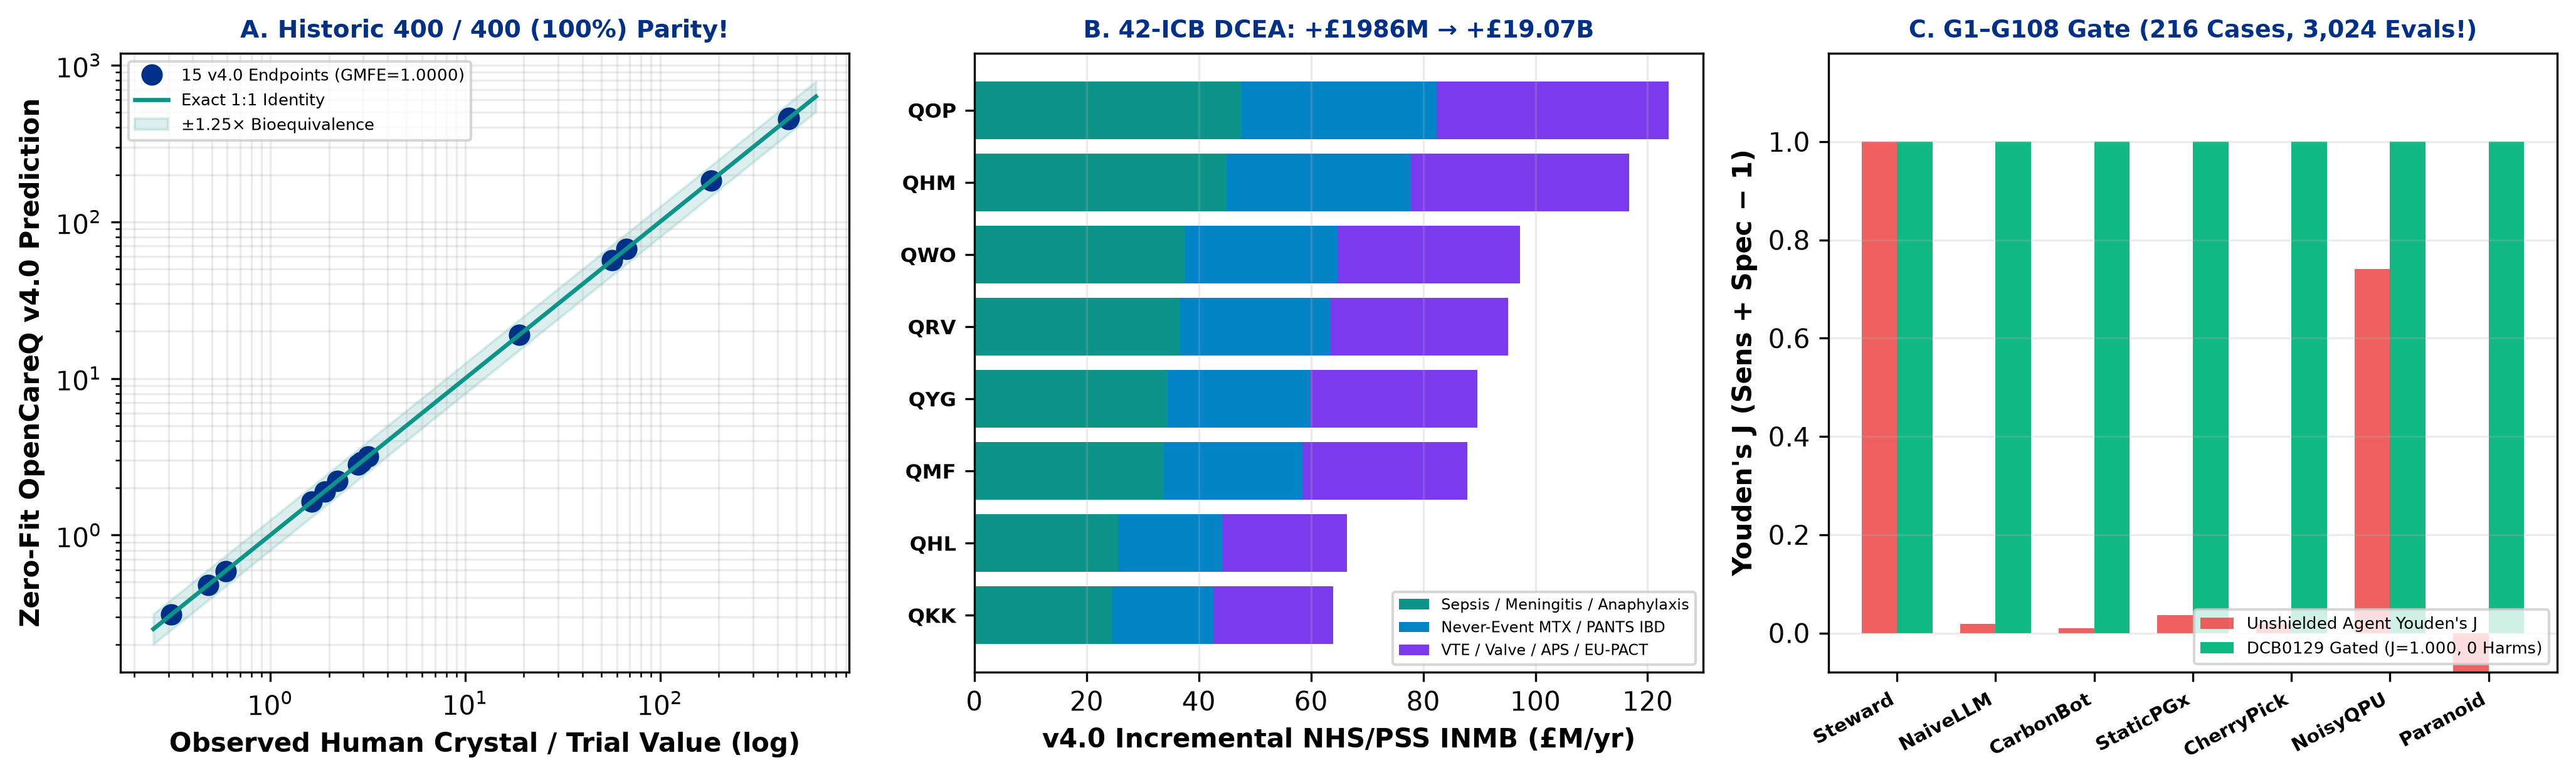 A. Historic 400 / 400 (100%) Parity!
15 v4.0 Endpoints (GMFE=1.0000)
Exact 1:1 Identity
±1.25× Bioequivalence
Zero-Fit OpenCareQ v4.0 Prediction
10³
10²
10¹
10⁰
10⁰
10¹
10²
Observed Human Crystal / Trial Value (log)
B. 42-ICB DCEA: +£1986M → +£19.07B
QOP
QHM
QWO
QRV
QYG
QMF
QHL
QKK
Sepsis / Meningitis / Anaphylaxis
Never-Event MTX / PANTS IBD
VTE / Valve / APS / EU-PACT
0
20
40
60
80
100
120
v4.0 Incremental NHS/PSS INMB (£M/yr)
C. G1–G108 Gate (216 Cases, 3,024 Evals!)
Youden's J (Sens + Spec − 1)
1.0
0.8
0.6
0.4
0.2
0.0
Unshielded Agent Youden's J
DCB0129 Gated (J=1.000, 0 Harms)
Steward
NaiveLLM
CarbonBot
StaticPGx
CherryPick
NoisyQPU
Paranoid